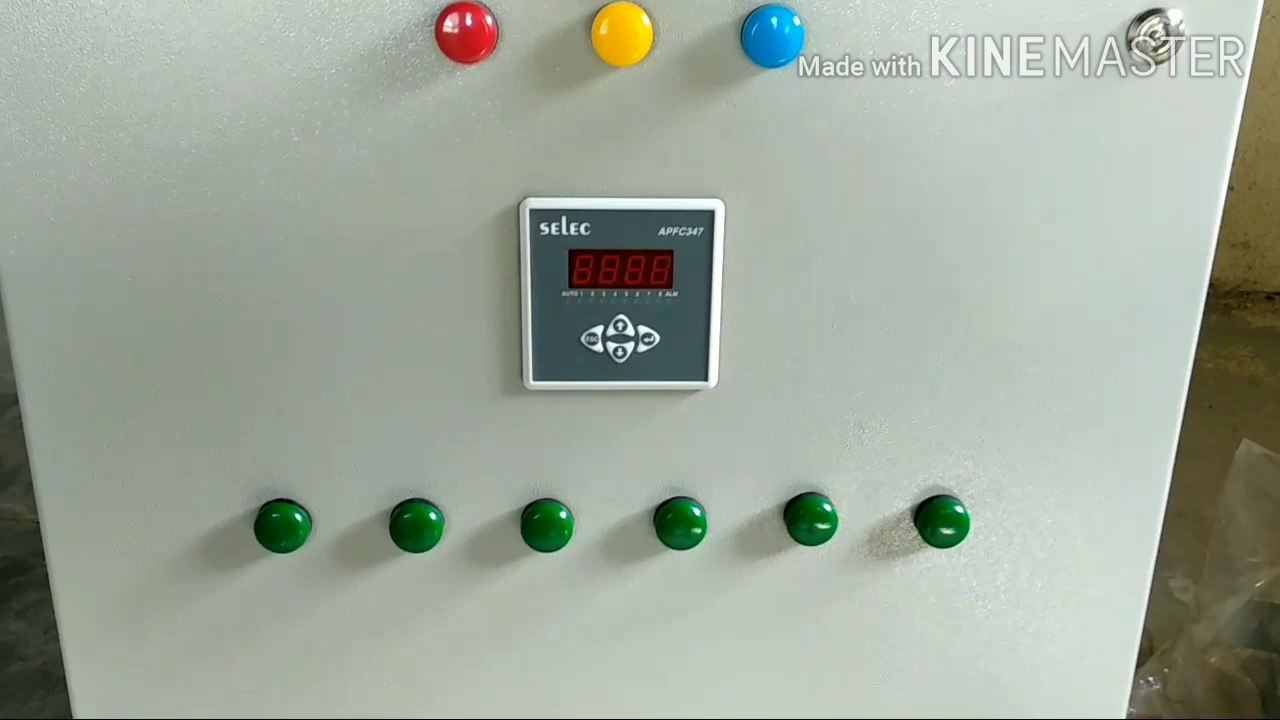 Made with KINEMASTER
SELEC
APFC347
8888
AUTO 1 2 3 4 5 6 7 8 ALM
ESC